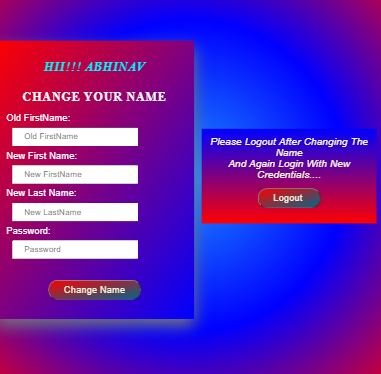 HII!!! ABHINAV
CHANGE YOUR NAME
Old FirstName:
Old FirstName
New First Name:
New FirstName
New Last Name:
New LastName
Password:
Password
Change Name
Please Logout After Changing The
Name
And Again Login With New
Credentials....
Logout